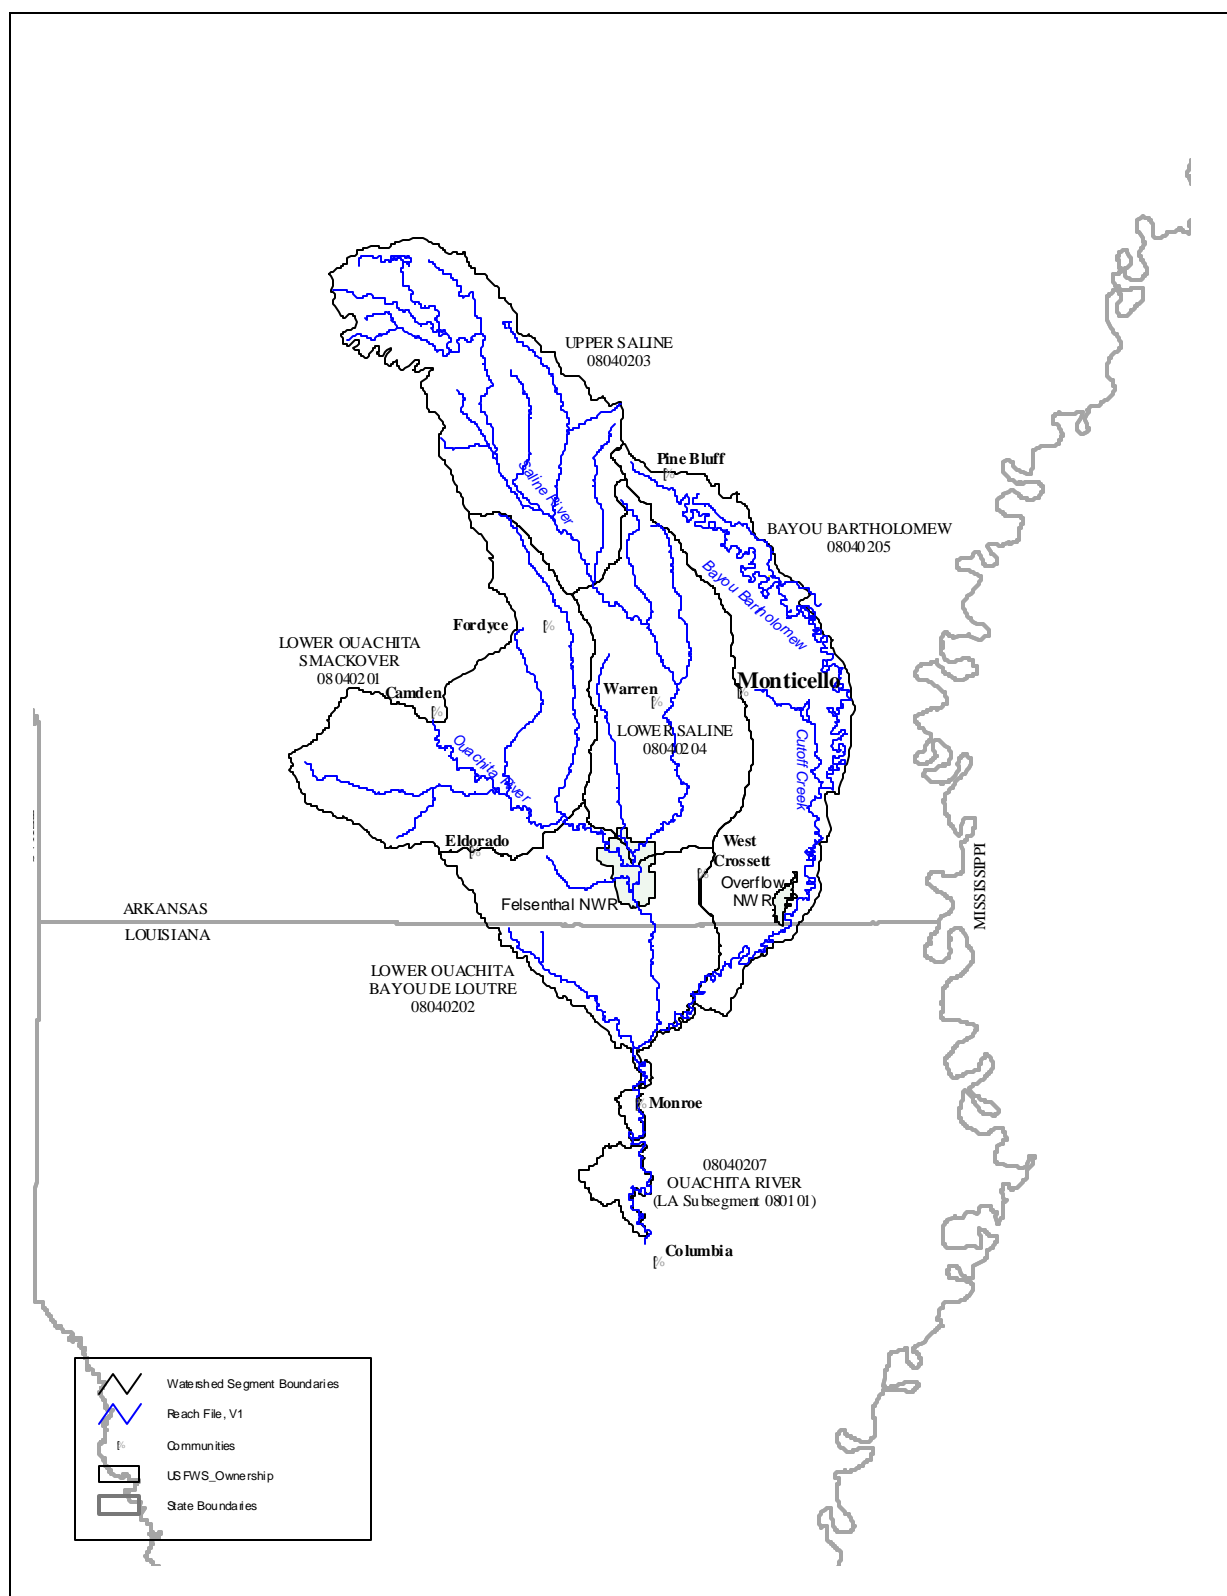 UPPER SALINE
08040203
Pine Bluff
Saline River
BAYOU BARTHOLOMEW
08040205
Bayou Bartholomew
Fordyce
LOWER OUACHITA
SMACKOVER
08040201
Camden
Warren
Monticello
LOWER SALINE
08040204
Ouachita River
Cutoff Creek
Eldorado
West
Crossett
Overflow
NWR
Felsenthal NWR
MISSISSIPPI
ARKANSAS
LOUISIANA
LOWER OUACHITA
BAYOU DE LOUTRE
08040202
Monroe
08040207
OUACHITA RIVER
(LA Subsegment 080101)
Columbia
Watershed Segment Boundaries
Reach File, V1
Communities
USFWS_Ownership
State Boundaries